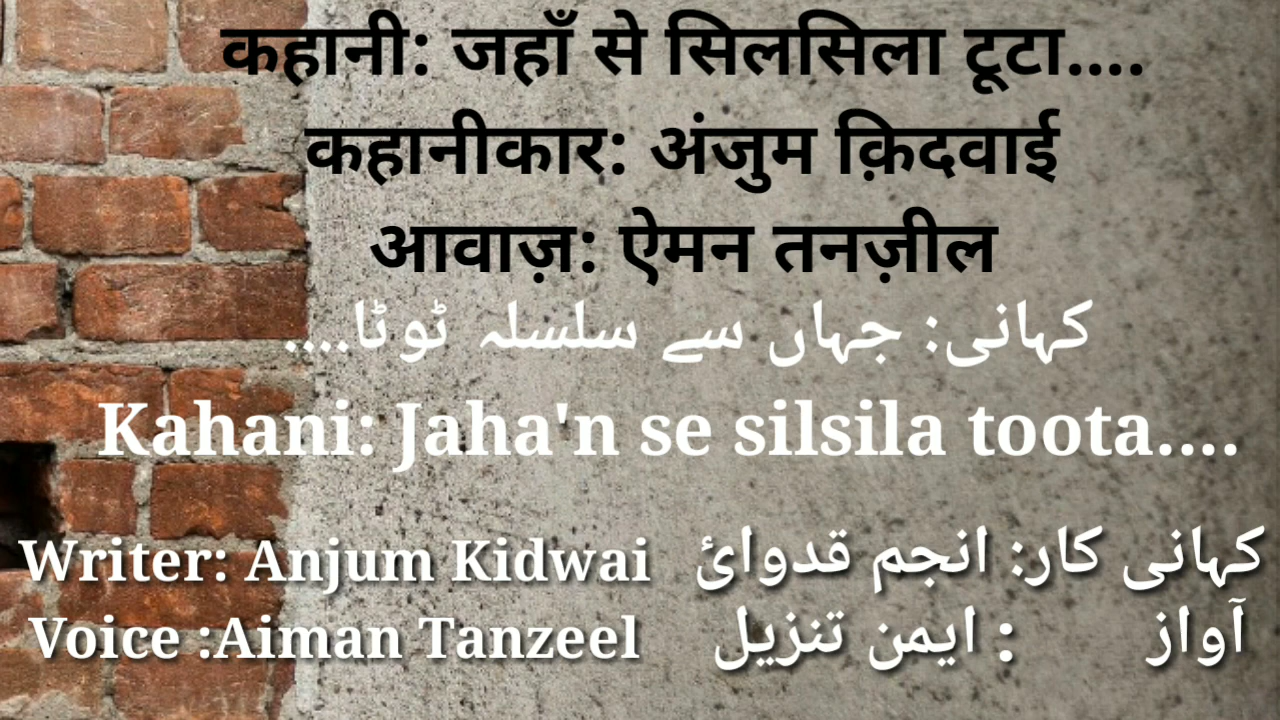 कहानी: जहाँ से सिलसिला टूटा....
कहानीकार: अंजुम क़िदवाई
आवाज़: ऐमन तनज़ील
کہانی: جہاں سے سلسلہ ٹوٹا....
Kahani: Jaha'n se silsila toota....
Writer: Anjum Kidwai
کہانی کار: انجم قدوائ
Voice :Aiman Tanzeel
آواز : ایمن تنزیل